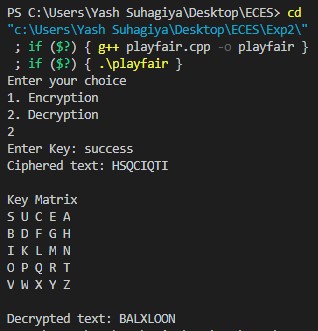 PS C:\Users\Yash Suhagiya\Desktop\ECES> cd
"c:\Users\Yash Suhagiya\Desktop\ECES\Exp2\"
; if ($?) { g++ playfair.cpp -o playfair }
; if ($?) { .\playfair }
Enter your choice
1. Encryption
2. Decryption
2
Enter Key: success
Ciphered text: HSQCIQTI
Key Matrix
S U C E A
B D F G H
I K L M N
O P Q R T
V W X Y Z
Decrypted text: BALXLOON